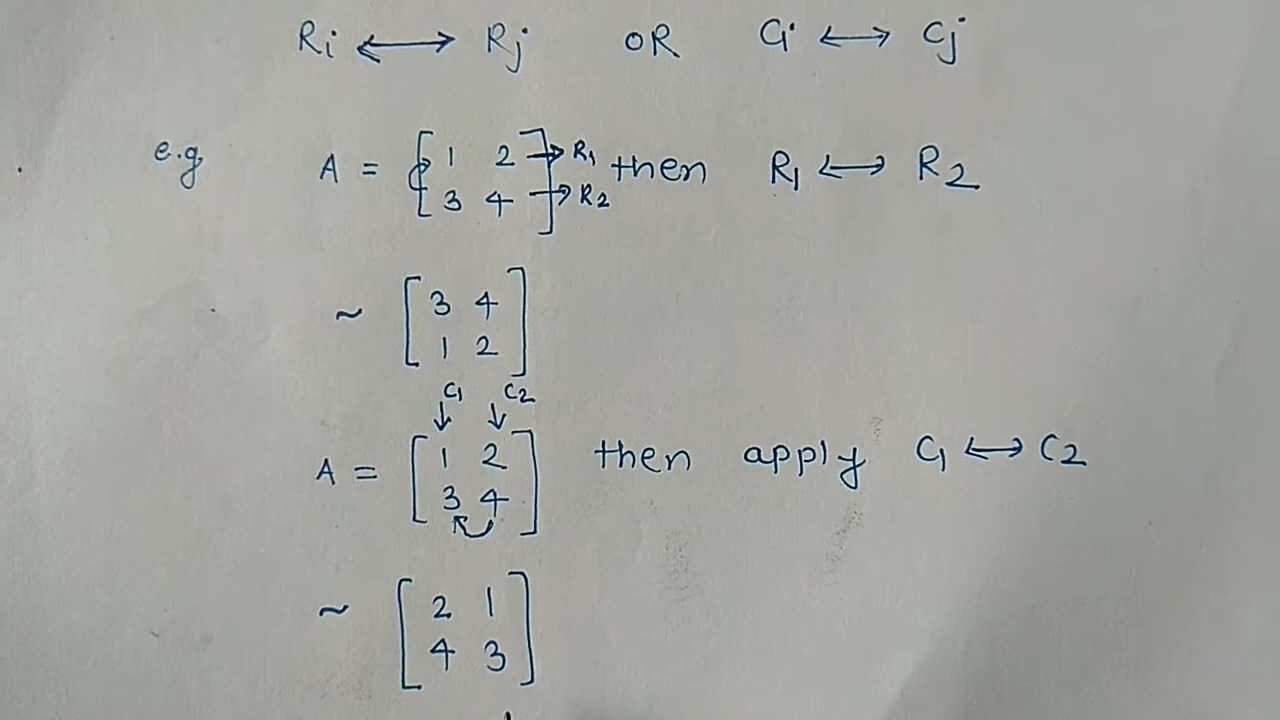 Ri ⟷ Rj OR Ci ⟷ Cj
e.g A = [ 1 2 → R1 then R1 ⟷ R2
3 4 ] → R2
~ [ 3 4
1 2 ]
C1 C2
↓ ↓
A = [ 1 2 then apply C1 ⟷ C2
3 4 ]
~ [ 2 1
4 3 ]